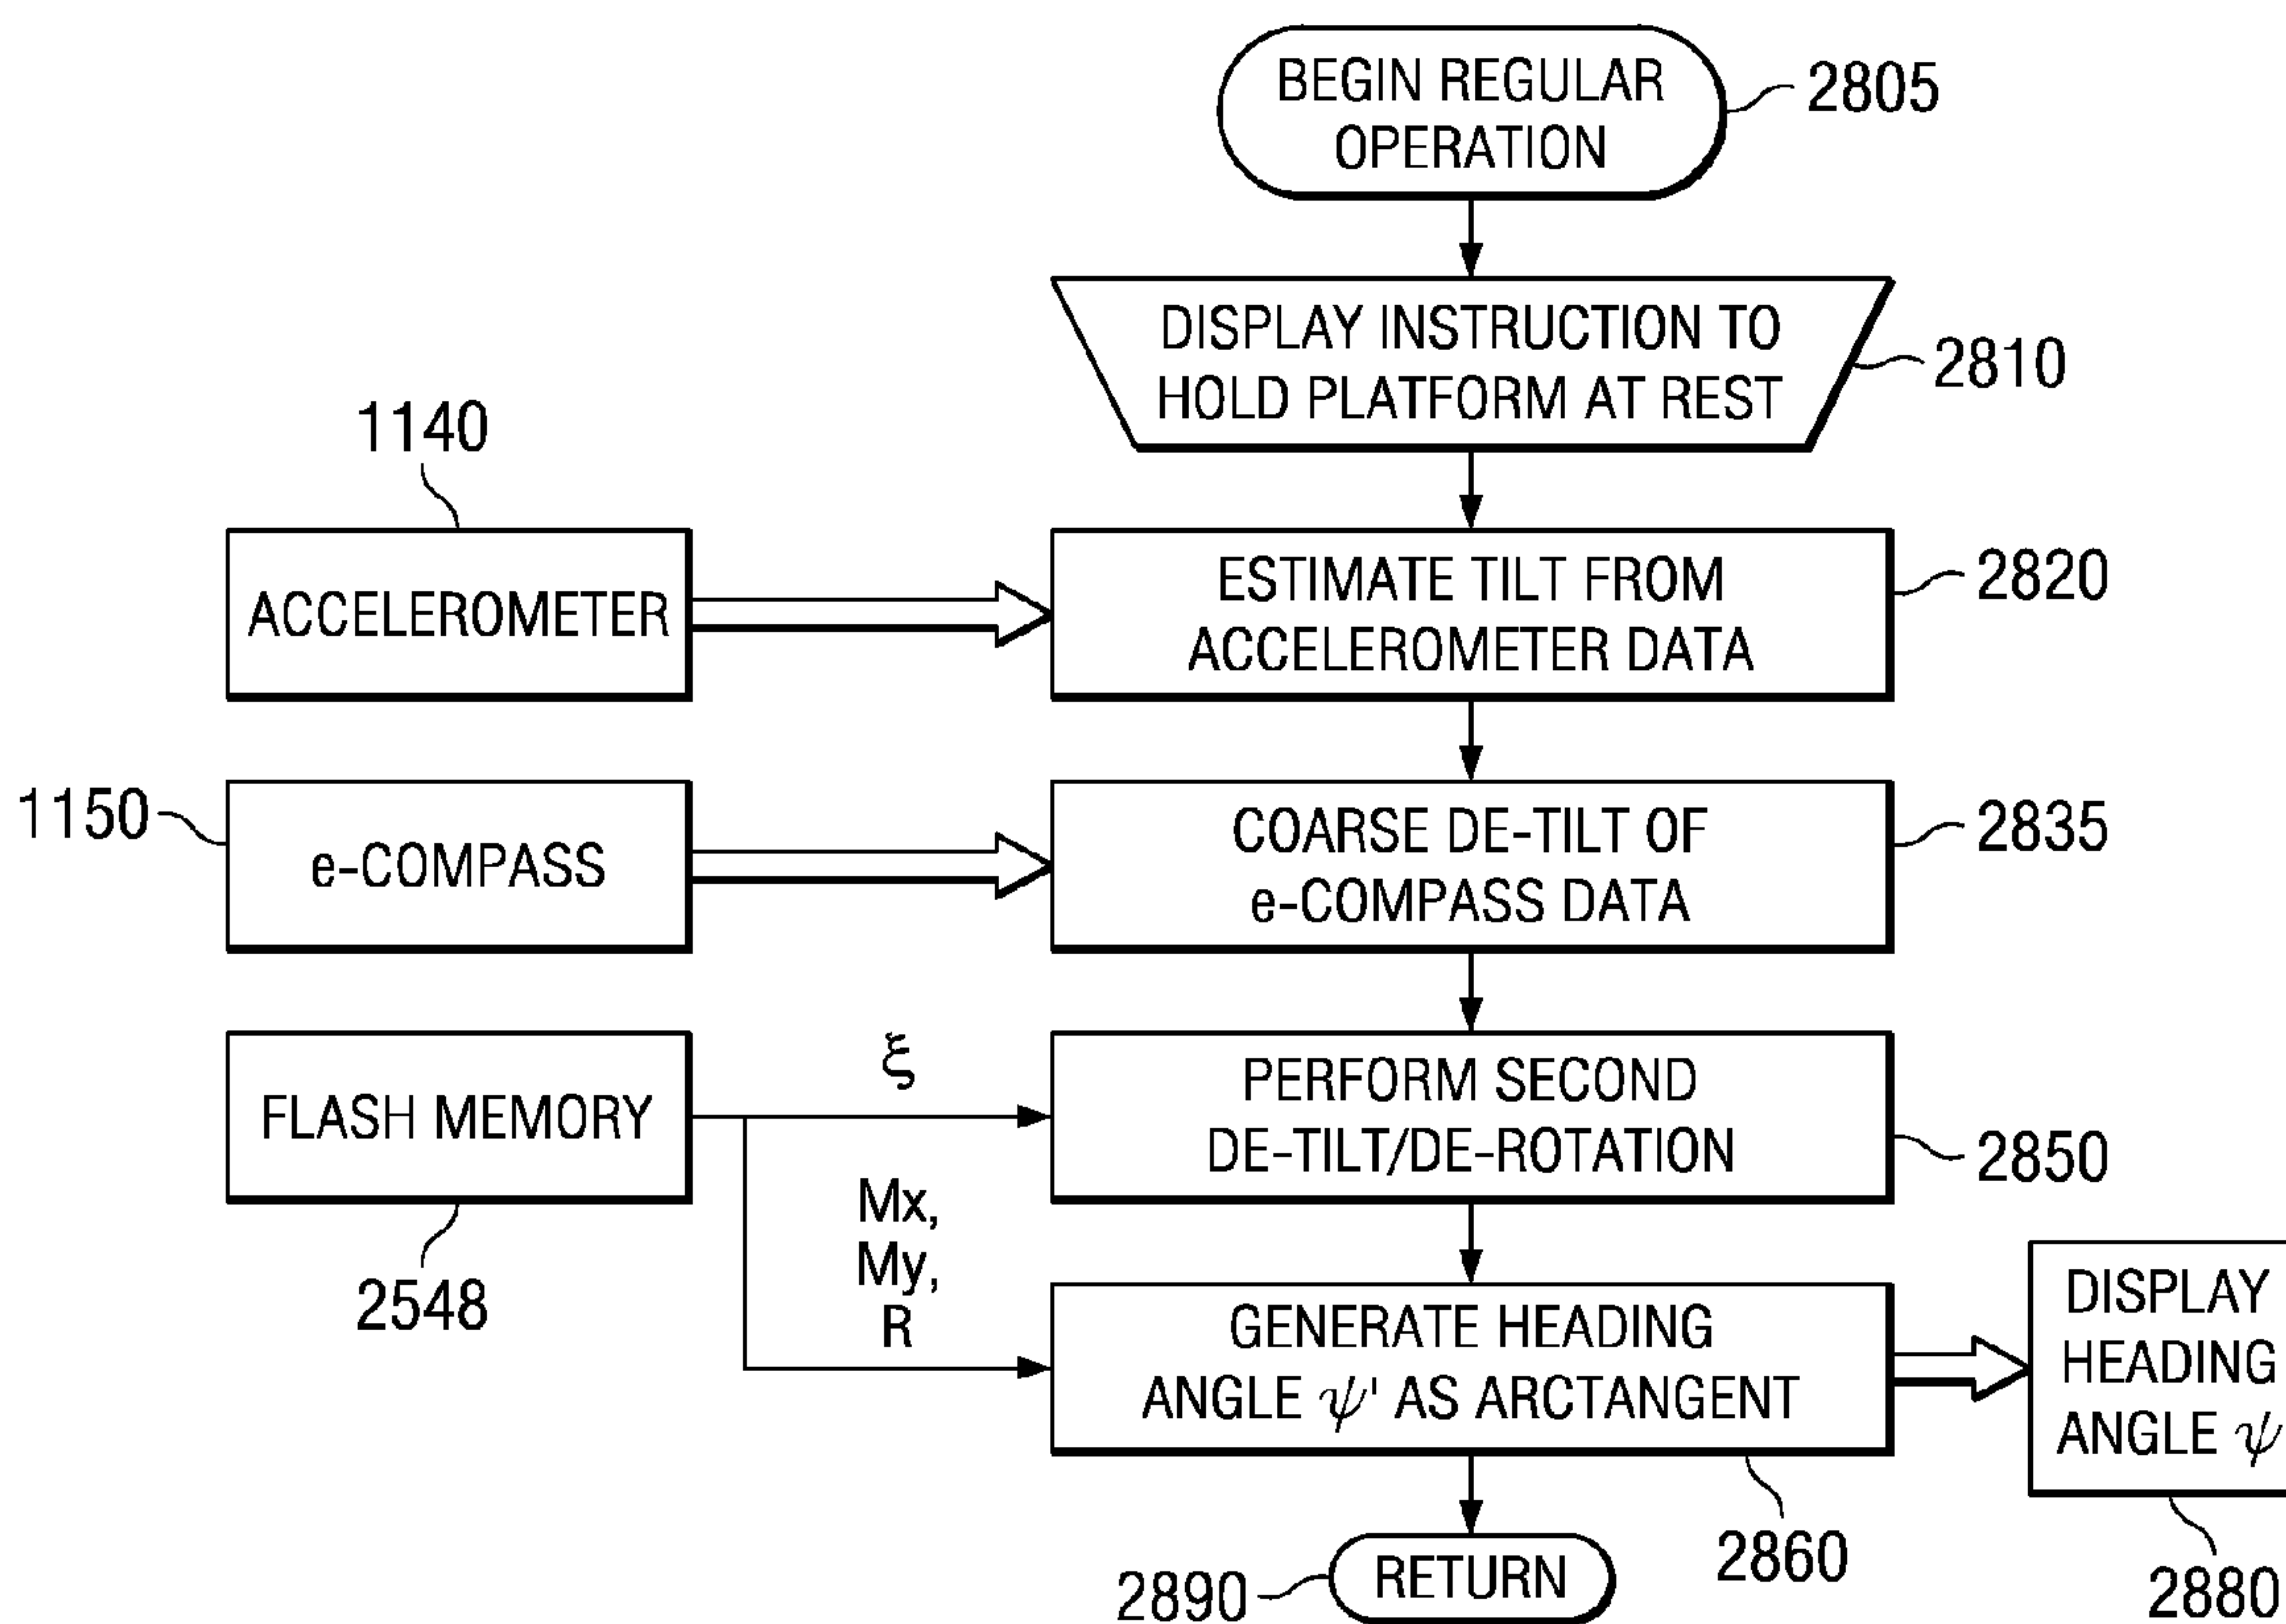 BEGIN REGULAR
OPERATION
2805
DISPLAY INSTRUCTION TO
HOLD PLATFORM AT REST
2810
1140
ACCELEROMETER
ESTIMATE TILT FROM
ACCELEROMETER DATA
2820
1150
e-COMPASS
COARSE DE-TILT OF
e-COMPASS DATA
2835
FLASH MEMORY
2548
ξ
Mx,
My,
R
PERFORM SECOND
DE-TILT/DE-ROTATION
2850
GENERATE HEADING
ANGLE ψ' AS ARCTANGENT
2860
DISPLAY
HEADING
ANGLE ψ
2880
RETURN
2890